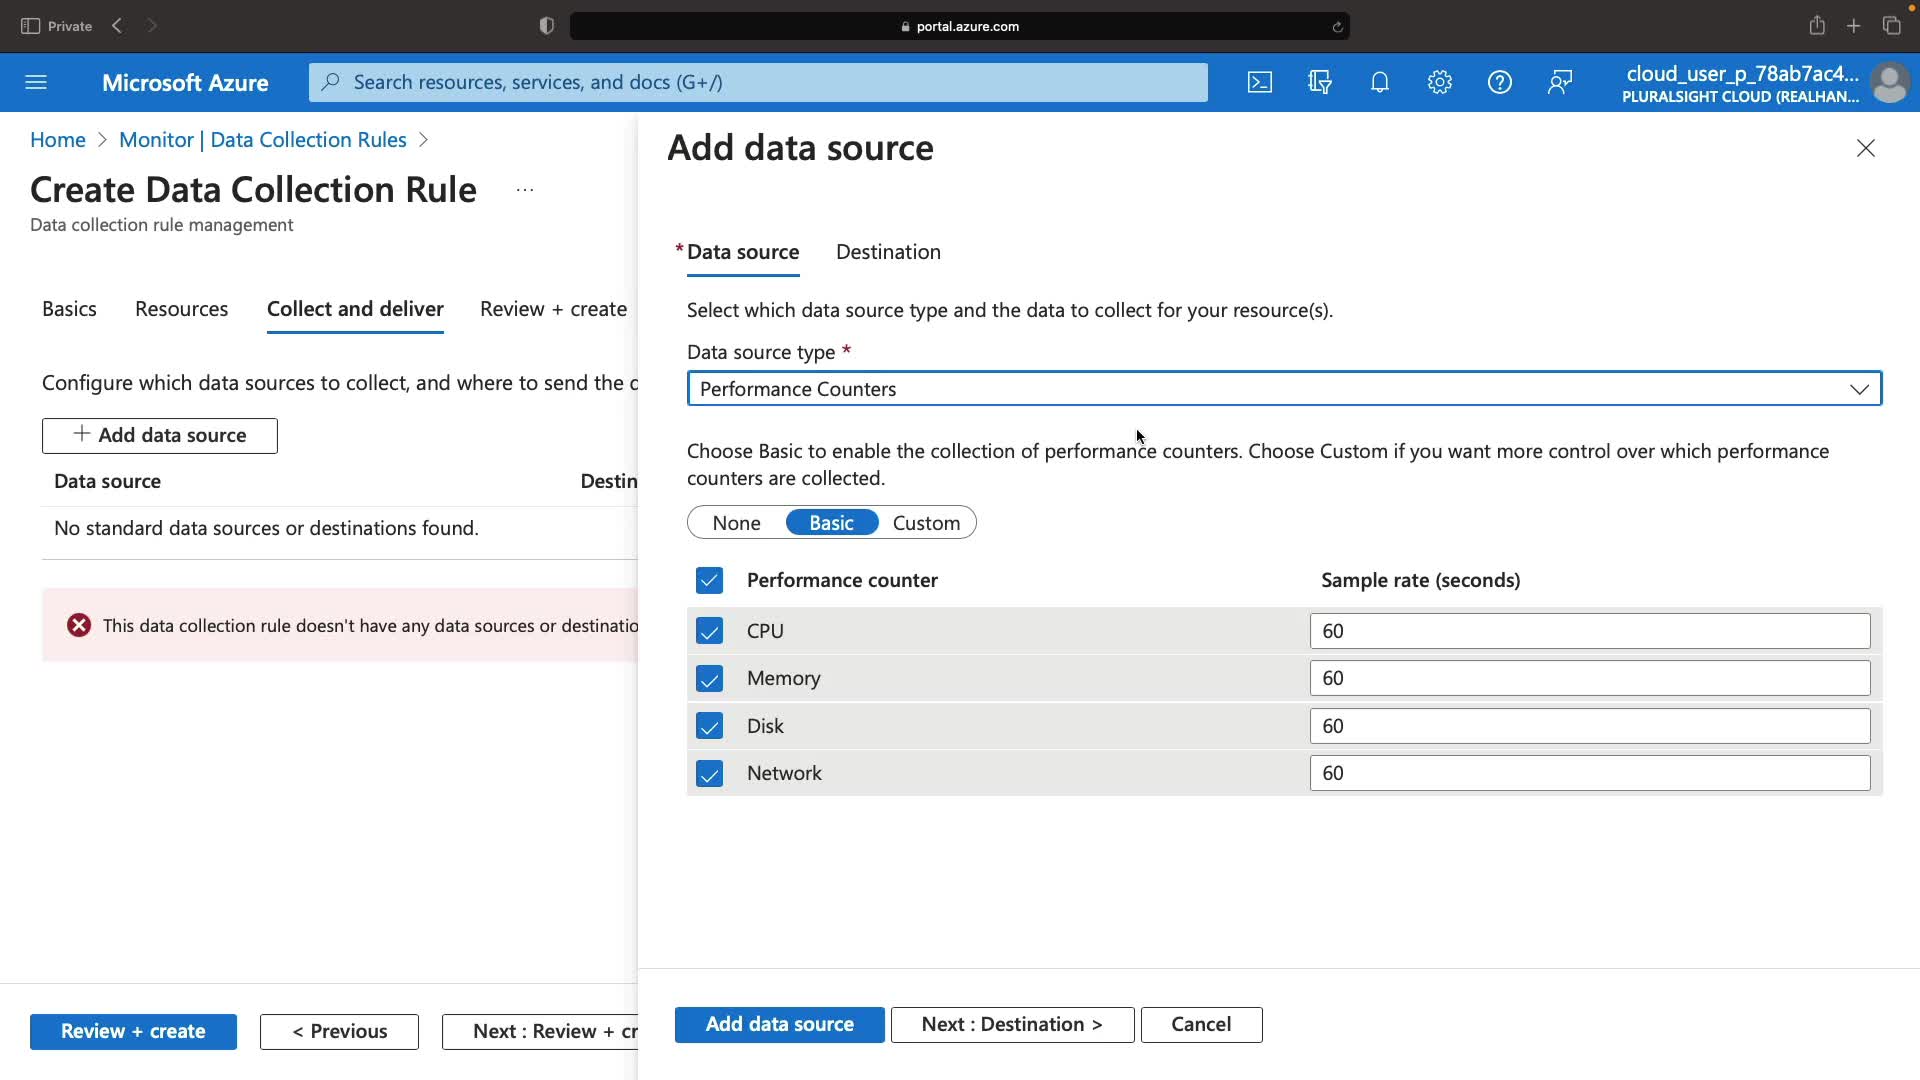 Private
portal.azure.com
Microsoft Azure
Search resources, services, and docs (G+/)
cloud_user_p_78ab7ac4...
PLURALSIGHT CLOUD (REALHAN...
Home > Monitor | Data Collection Rules >
Create Data Collection Rule ...
Data collection rule management
Basics Resources Collect and deliver Review + create
Configure which data sources to collect, and where to send the d
+ Add data source
Data source Destin
No standard data sources or destinations found.
This data collection rule doesn't have any data sources or destinatio
Review + create < Previous Next : Review + cr
Add data source
* Data source Destination
Select which data source type and the data to collect for your resource(s).
Data source type *
Performance Counters
Choose Basic to enable the collection of performance counters. Choose Custom if you want more control over which performance
counters are collected.
None Basic Custom
Performance counter Sample rate (seconds)
CPU 60
Memory 60
Disk 60
Network 60
Add data source Next : Destination > Cancel